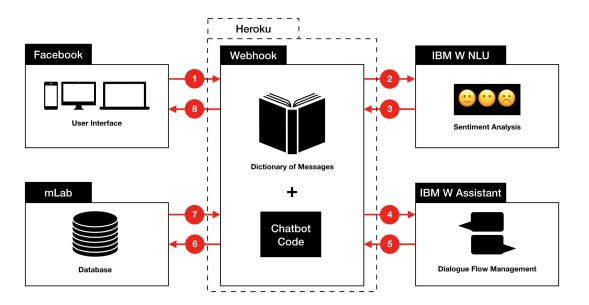 Heroku
Facebook
Webhook
IBM W NLU
1
2
8
3
User Interface
Sentiment Analysis
Dictionary of Messages
+
mLab
IBM W Assistant
7
4
Chatbot
Code
6
5
Database
Dialogue Flow Management